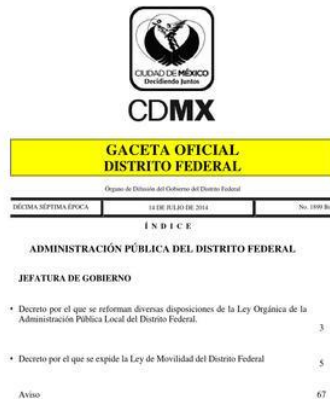 CIUDAD DE MÉXICO
Decidiendo Juntos
CDMX
GACETA OFICIAL
DISTRITO FEDERAL
Órgano de Difusión del Gobierno del Distrito Federal
DÉCIMA SÉPTIMA ÉPOCA 14 DE JULIO DE 2014 No. 1899 Bis
Í N D I C E
ADMINISTRACIÓN PÚBLICA DEL DISTRITO FEDERAL
JEFATURA DE GOBIERNO
• Decreto por el que se reforman diversas disposiciones de la Ley Orgánica de la
Administración Pública Local del Distrito Federal. 3
• Decreto por el que se expide la Ley de Movilidad del Distrito Federal 5
Aviso 67